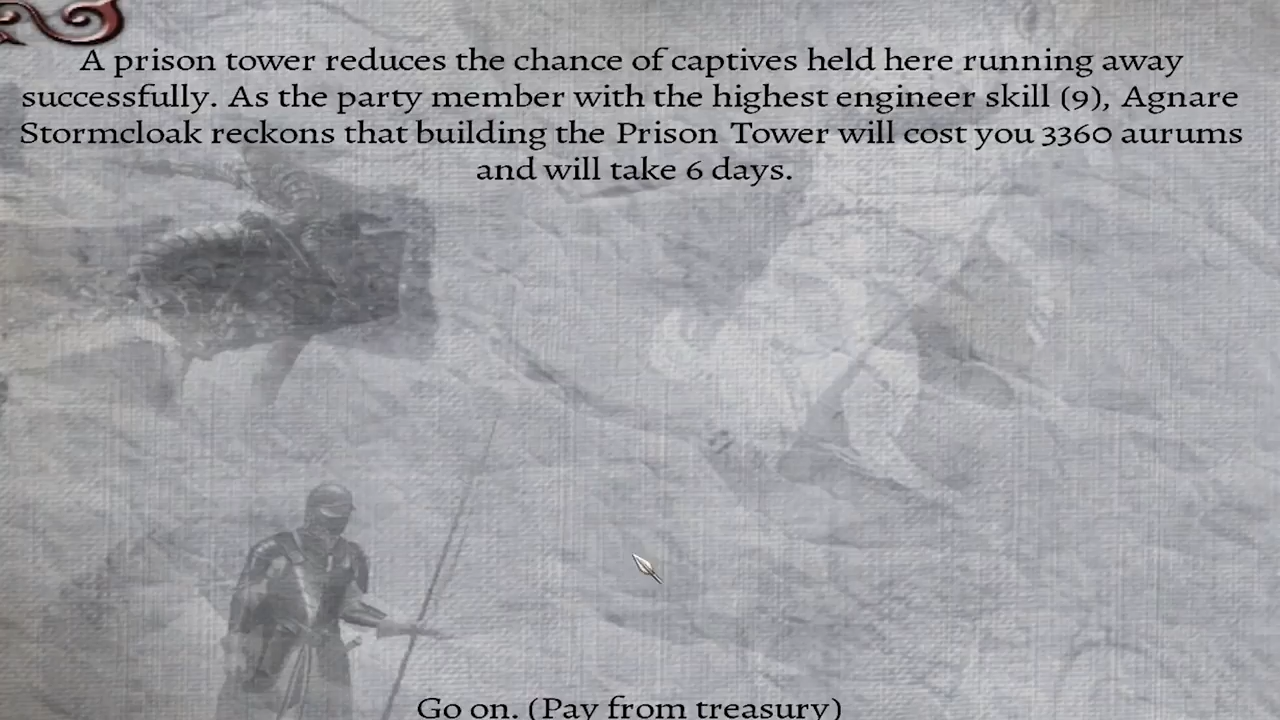 A prison tower reduces the chance of captives held here running away
successfully. As the party member with the highest engineer skill (9), Agnare
Stormcloak reckons that building the Prison Tower will cost you 3360 aurums
and will take 6 days.
Go on. (Pay from treasury)